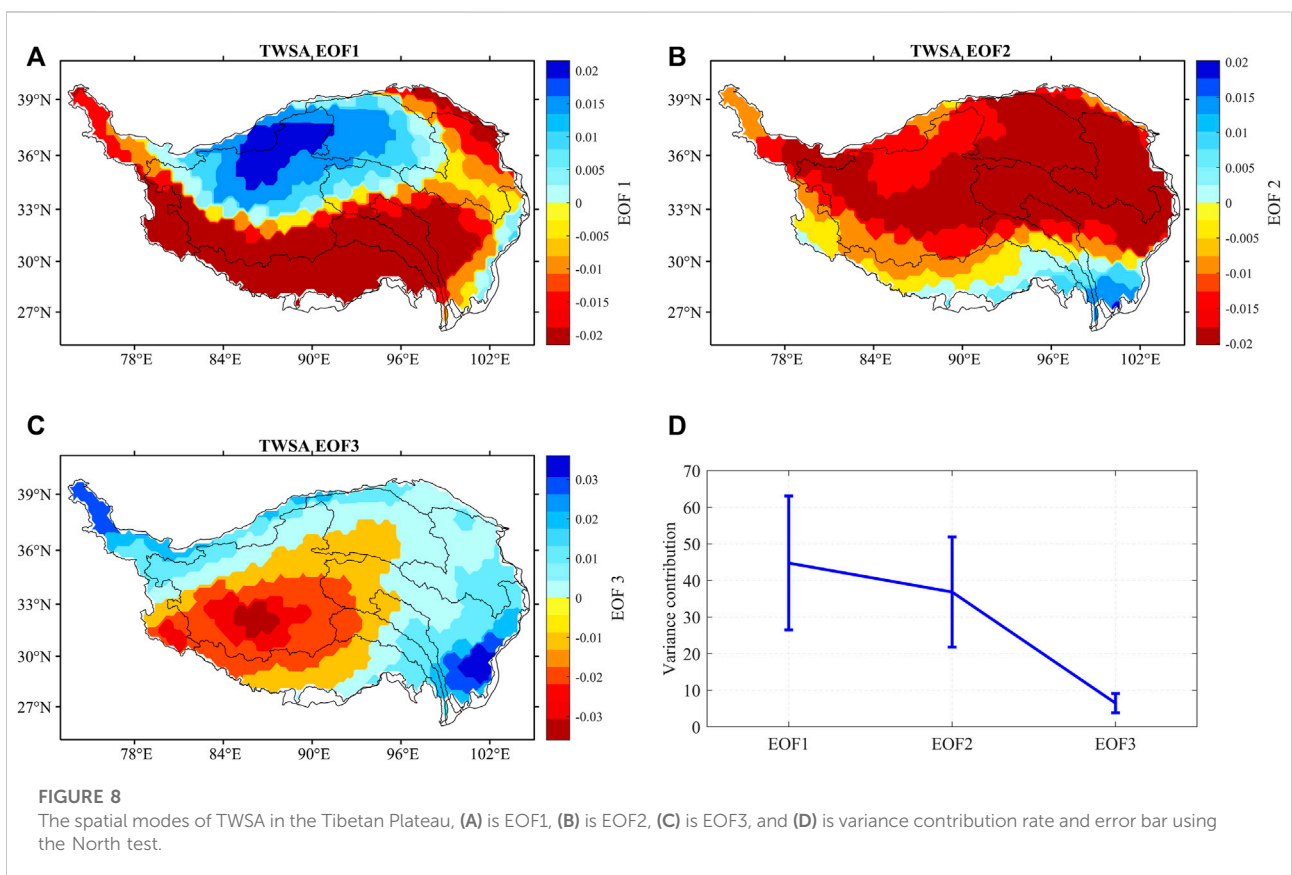 A
TWSA EOF1
39°N
36°N
33°N
30°N
27°N
78°E 84°E 90°E 96°E 102°E
0.02
0.015
0.01
0.005
0
-0.005
-0.01
-0.015
-0.02
EOF 1
B
TWSA EOF2
39°N
36°N
33°N
30°N
27°N
78°E 84°E 90°E 96°E 102°E
0.02
0.015
0.01
0.005
0
-0.005
-0.01
-0.015
-0.02
EOF 2
C
TWSA EOF3
39°N
36°N
33°N
30°N
27°N
78°E 84°E 90°E 96°E 102°E
0.03
0.02
0.01
0
-0.01
-0.02
-0.03
EOF 3
D
70
60
50
40
30
20
10
0
Variance contribution
EOF1 EOF2 EOF3
FIGURE 8
The spatial modes of TWSA in the Tibetan Plateau, (A) is EOF1, (B) is EOF2, (C) is EOF3, and (D) is variance contribution rate and error bar using
the North test.